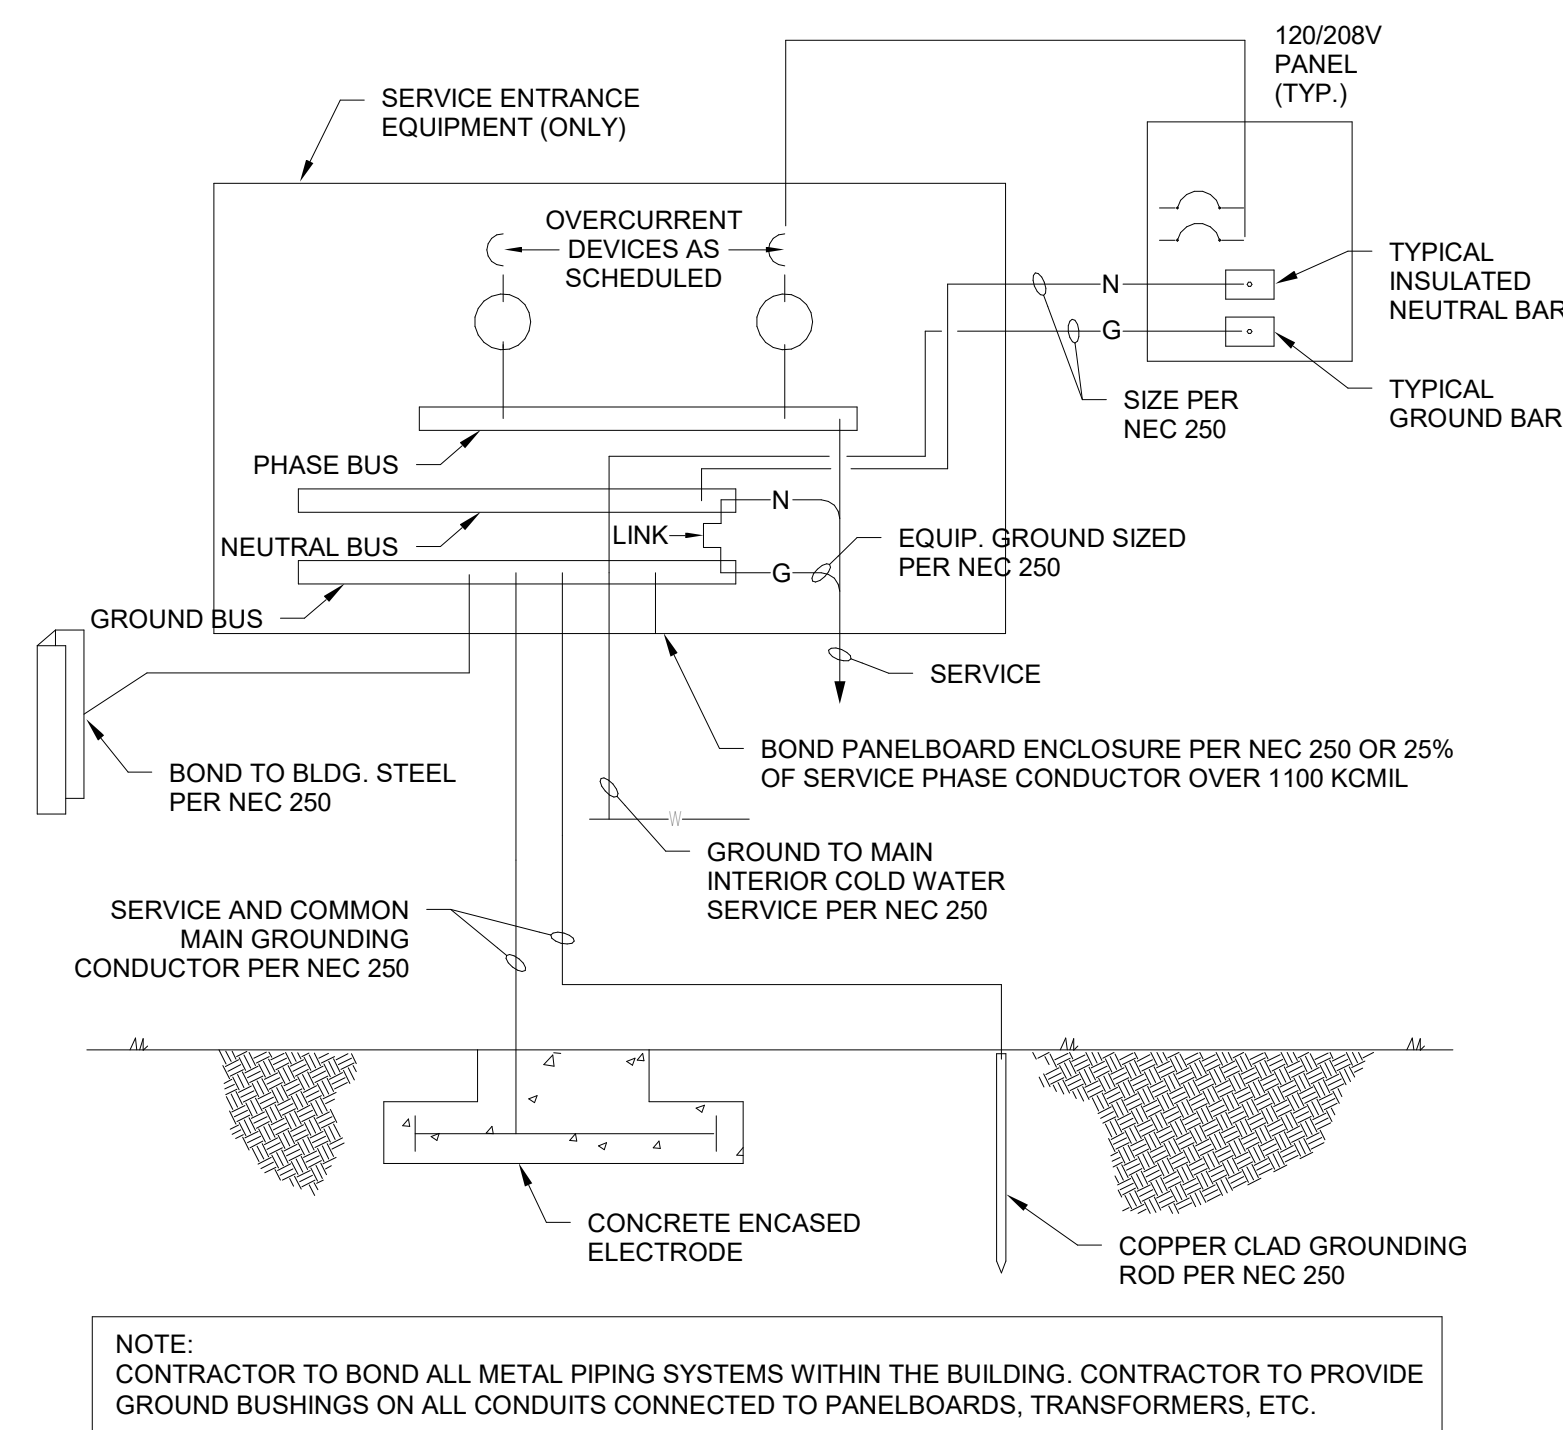 120/208V
PANEL
(TYP.)
SERVICE ENTRANCE
EQUIPMENT (ONLY)
OVERCURRENT
DEVICES AS
SCHEDULED
TYPICAL
INSULATED
NEUTRAL BAR
N
G
TYPICAL
GROUND BAR
SIZE PER
NEC 250
PHASE BUS
N
LINK
NEUTRAL BUS
EQUIP. GROUND SIZED
PER NEC 250
G
GROUND BUS
SERVICE
BOND PANELBOARD ENCLOSURE PER NEC 250 OR 25%
OF SERVICE PHASE CONDUCTOR OVER 1100 KCMIL
BOND TO BLDG. STEEL
PER NEC 250
W
GROUND TO MAIN
INTERIOR COLD WATER
SERVICE PER NEC 250
SERVICE AND COMMON
MAIN GROUNDING
CONDUCTOR PER NEC 250
CONCRETE ENCASED
ELECTRODE
COPPER CLAD GROUNDING
ROD PER NEC 250
NOTE:
CONTRACTOR TO BOND ALL METAL PIPING SYSTEMS WITHIN THE BUILDING. CONTRACTOR TO PROVIDE
GROUND BUSHINGS ON ALL CONDUITS CONNECTED TO PANELBOARDS, TRANSFORMERS, ETC.